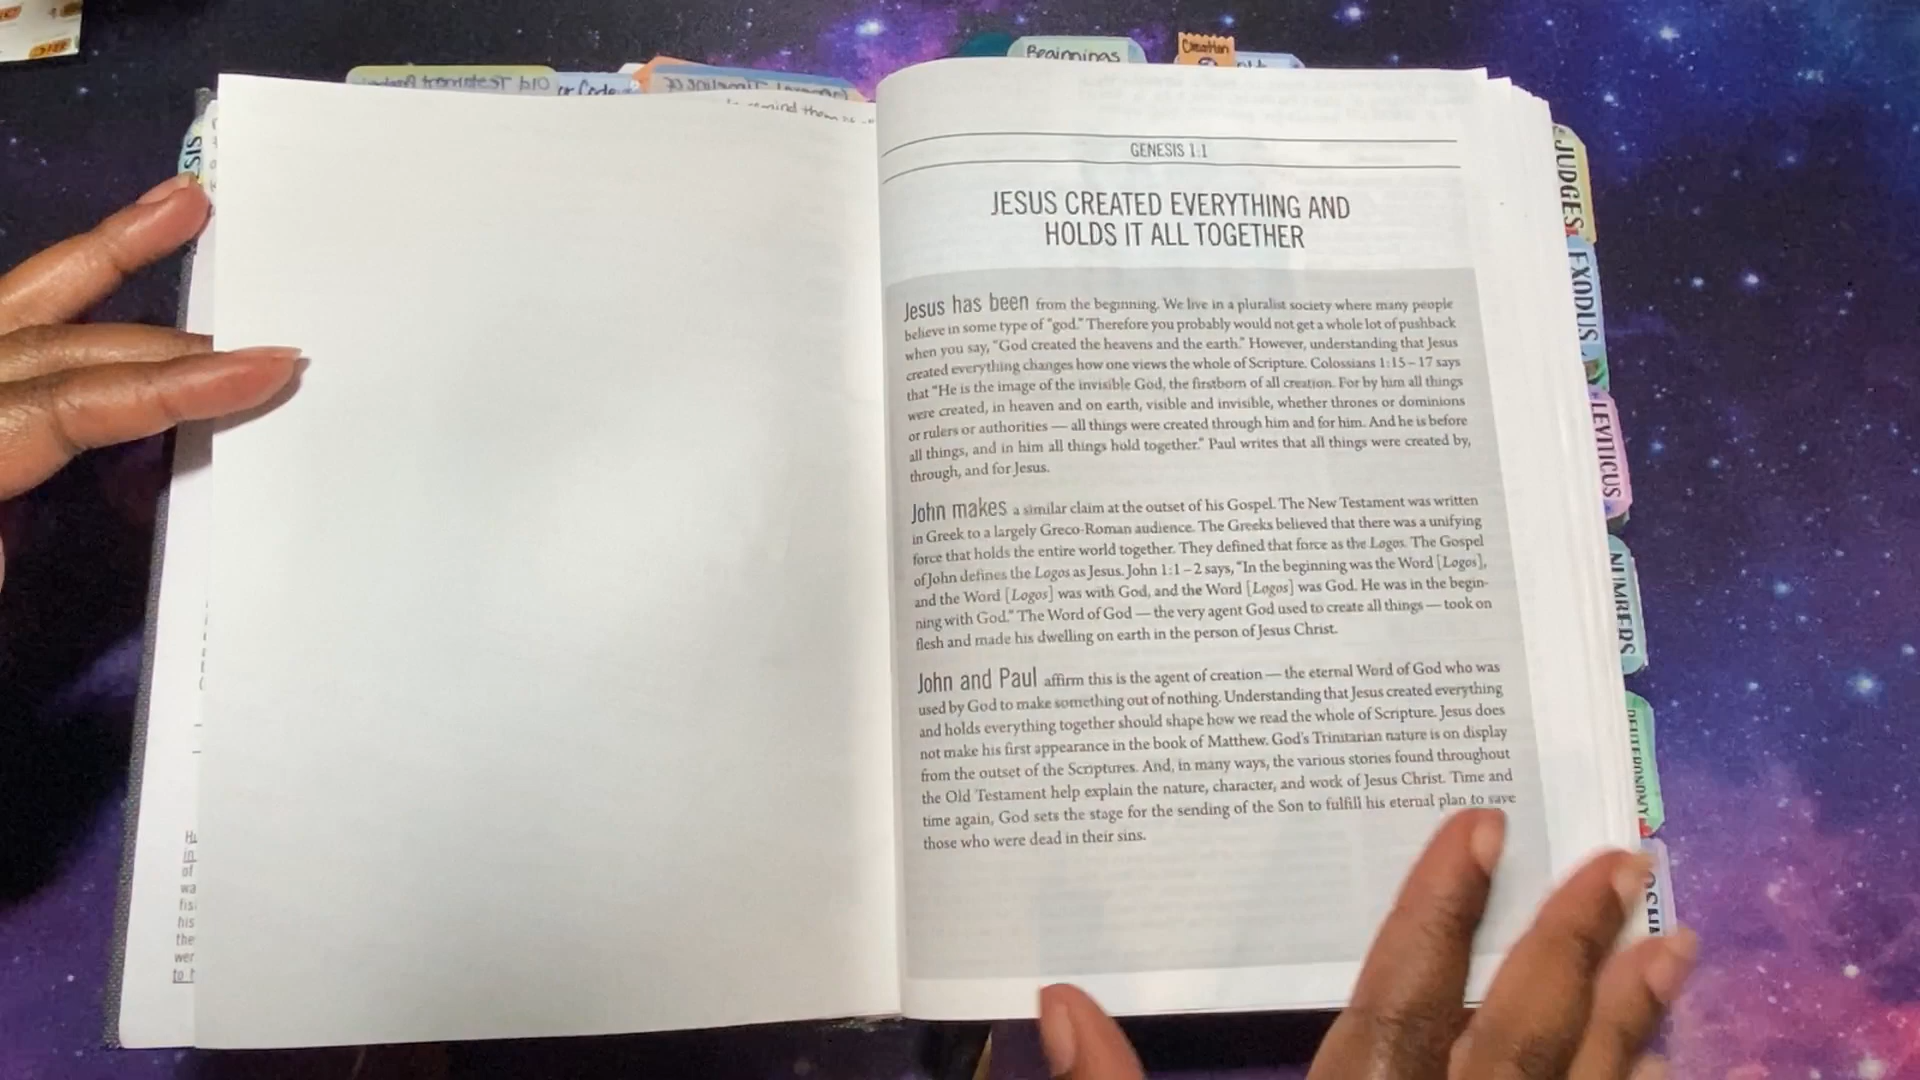 Beginnings
Creation
to remind them
SIS
GENESIS 1:1
JESUS CREATED EVERYTHING AND
HOLDS IT ALL TOGETHER
Jesus has been from the beginning. We live in a pluralist society where many people
believe in some type of “god.” Therefore you probably would not get a whole lot of pushback
when you say, “God created the heavens and the earth.” However, understanding that Jesus
created everything changes how one views the whole of Scripture. Colossians 1:15–17 says
that “He is the image of the invisible God, the firstborn of all creation. For by him all things
were created, in heaven and on earth, visible and invisible, whether thrones or dominions
or rulers or authorities — all things were created through him and for him. And he is before
all things, and in him all things hold together.” Paul writes that all things were created by,
through, and for Jesus.
John makes a similar claim at the outset of his Gospel. The New Testament was written
in Greek to a largely Greco-Roman audience. The Greeks believed that there was a unifying
force that holds the entire world together. They defined that force as the Logos. The Gospel
of John defines the Logos as Jesus. John 1:1–2 says, “In the beginning was the Word [Logos],
and the Word [Logos] was with God, and the Word [Logos] was God. He was in the begin-
ning with God.” The Word of God — the very agent God used to create all things — took on
flesh and made his dwelling on earth in the person of Jesus Christ.
John and Paul affirm this is the agent of creation — the eternal Word of God who was
used by God to make something out of nothing. Understanding that Jesus created everything
and holds everything together should shape how we read the whole of Scripture. Jesus does
not make his first appearance in the book of Matthew. God’s Trinitarian nature is on display
from the outset of the Scriptures. And, in many ways, the various stories found throughout
the Old Testament help explain the nature, character, and work of Jesus Christ. Time and
time again, God sets the stage for the sending of the Son to fulfill his eternal plan to save
those who were dead in their sins.
JUDGES
EXODUS
LEVITICUS
NUMBERS
DEUTERONOMY
OSHU
in
of
wa
fis
his
the
wer
to